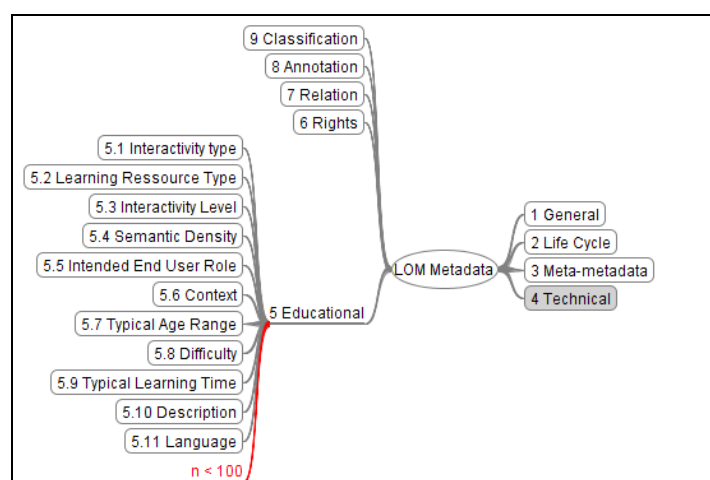 9 Classification
8 Annotation
7 Relation
6 Rights
5.1 Interactivity type
5.2 Learning Ressource Type
5.3 Interactivity Level
5.4 Semantic Density
5.5 Intended End User Role
5.6 Context
5.7 Typical Age Range
5.8 Difficulty
5.9 Typical Learning Time
5.10 Description
5.11 Language
n < 100
5 Educational
LOM Metadata
1 General
2 Life Cycle
3 Meta-metadata
4 Technical